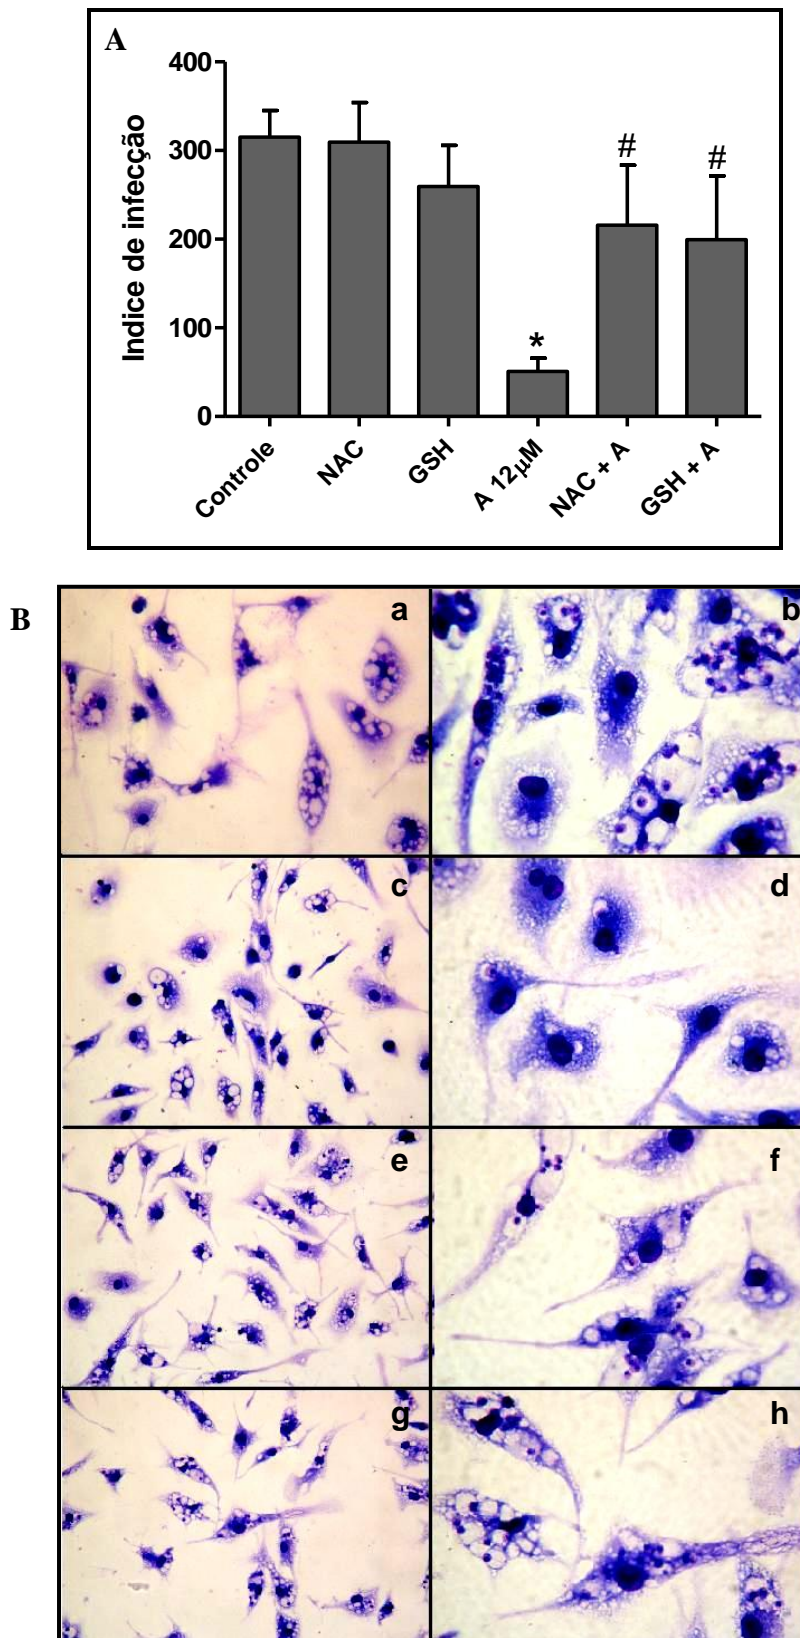 A
400
300
200
100
0
Indice de infecção
*
#
#
Controle
NAC
GSH
A 12µM
NAC + A
GSH + A
B
a
b
c
d
e
f
g
h